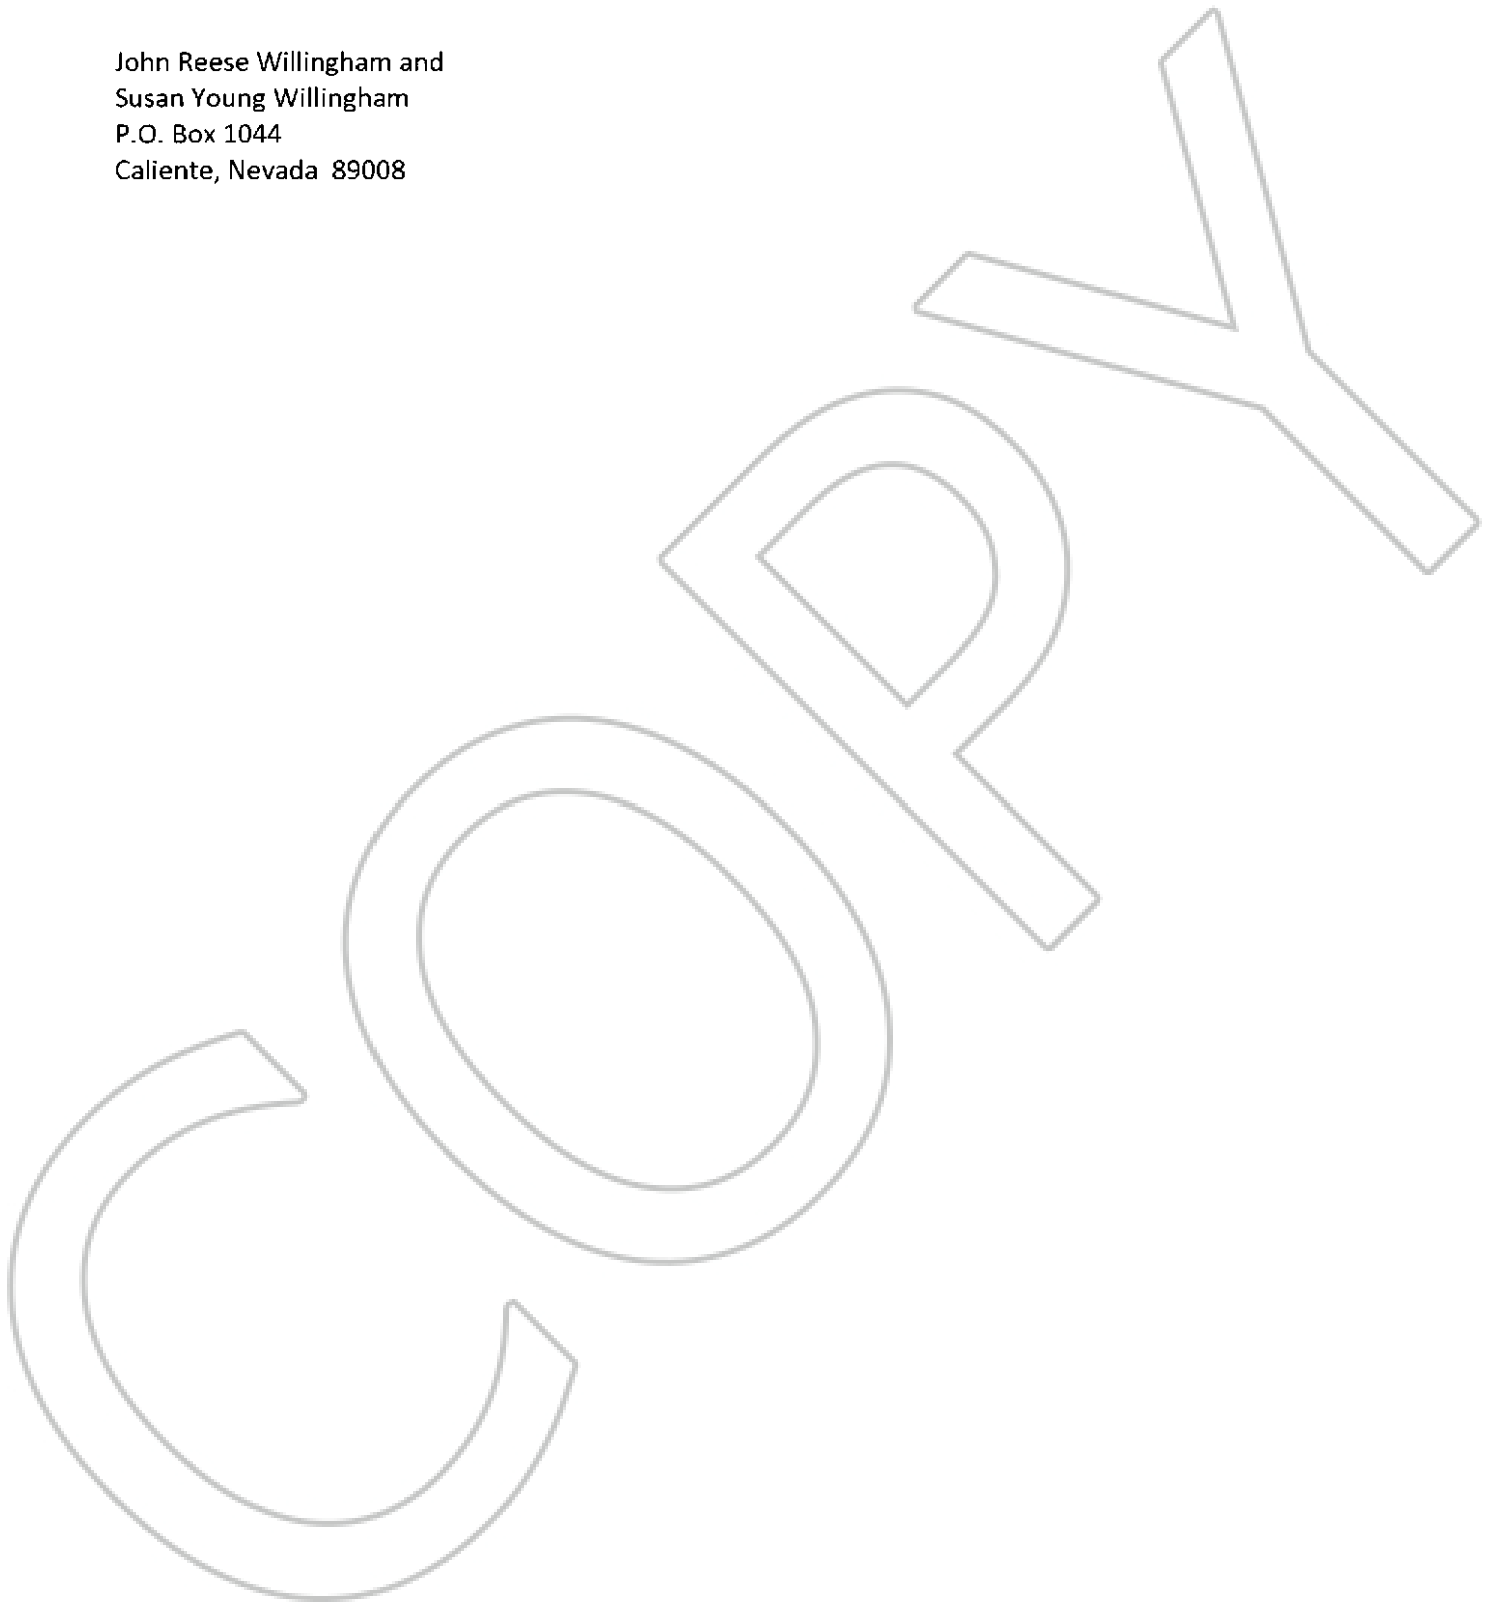 John Reese Willingham and
Susan Young Willingham
P.O. Box 1044
Caliente, Nevada  89008
COPY